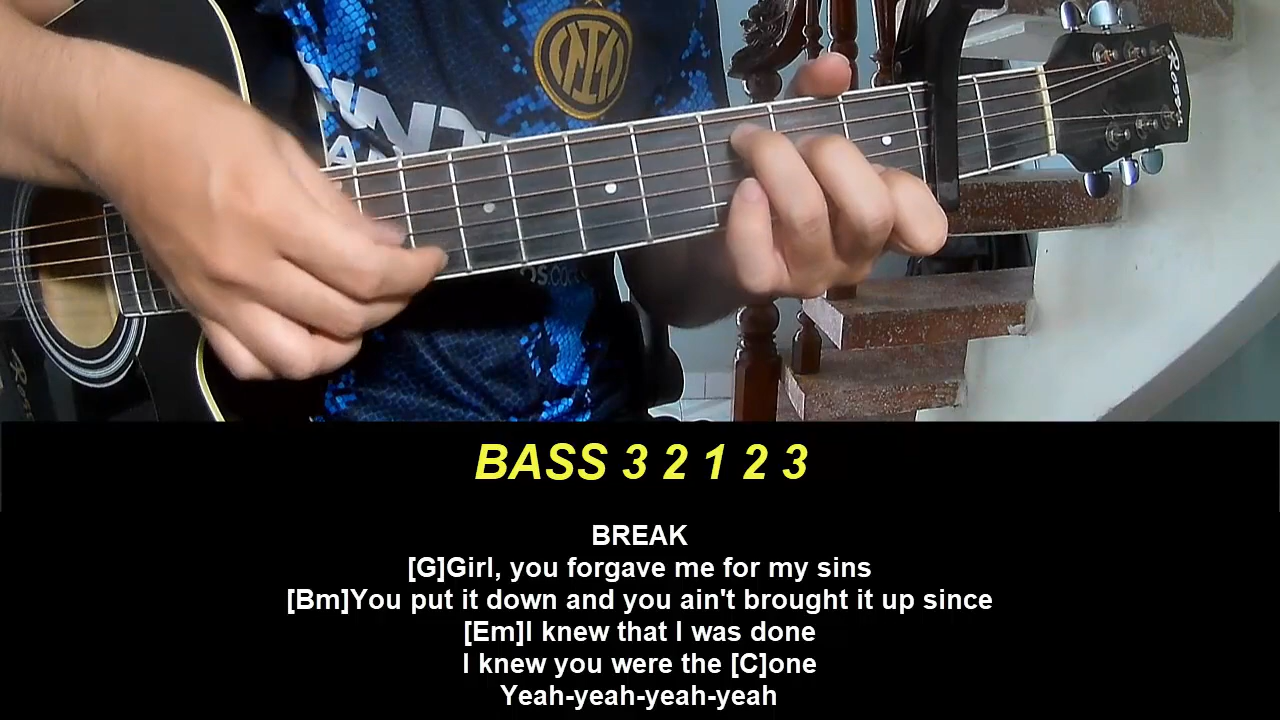 Rosen
INTE
BASS 3 2 1 2 3
BREAK
[G]Girl, you forgave me for my sins
[Bm]You put it down and you ain't brought it up since
[Em]I knew that I was done
I knew you were the [C]one
Yeah-yeah-yeah-yeah